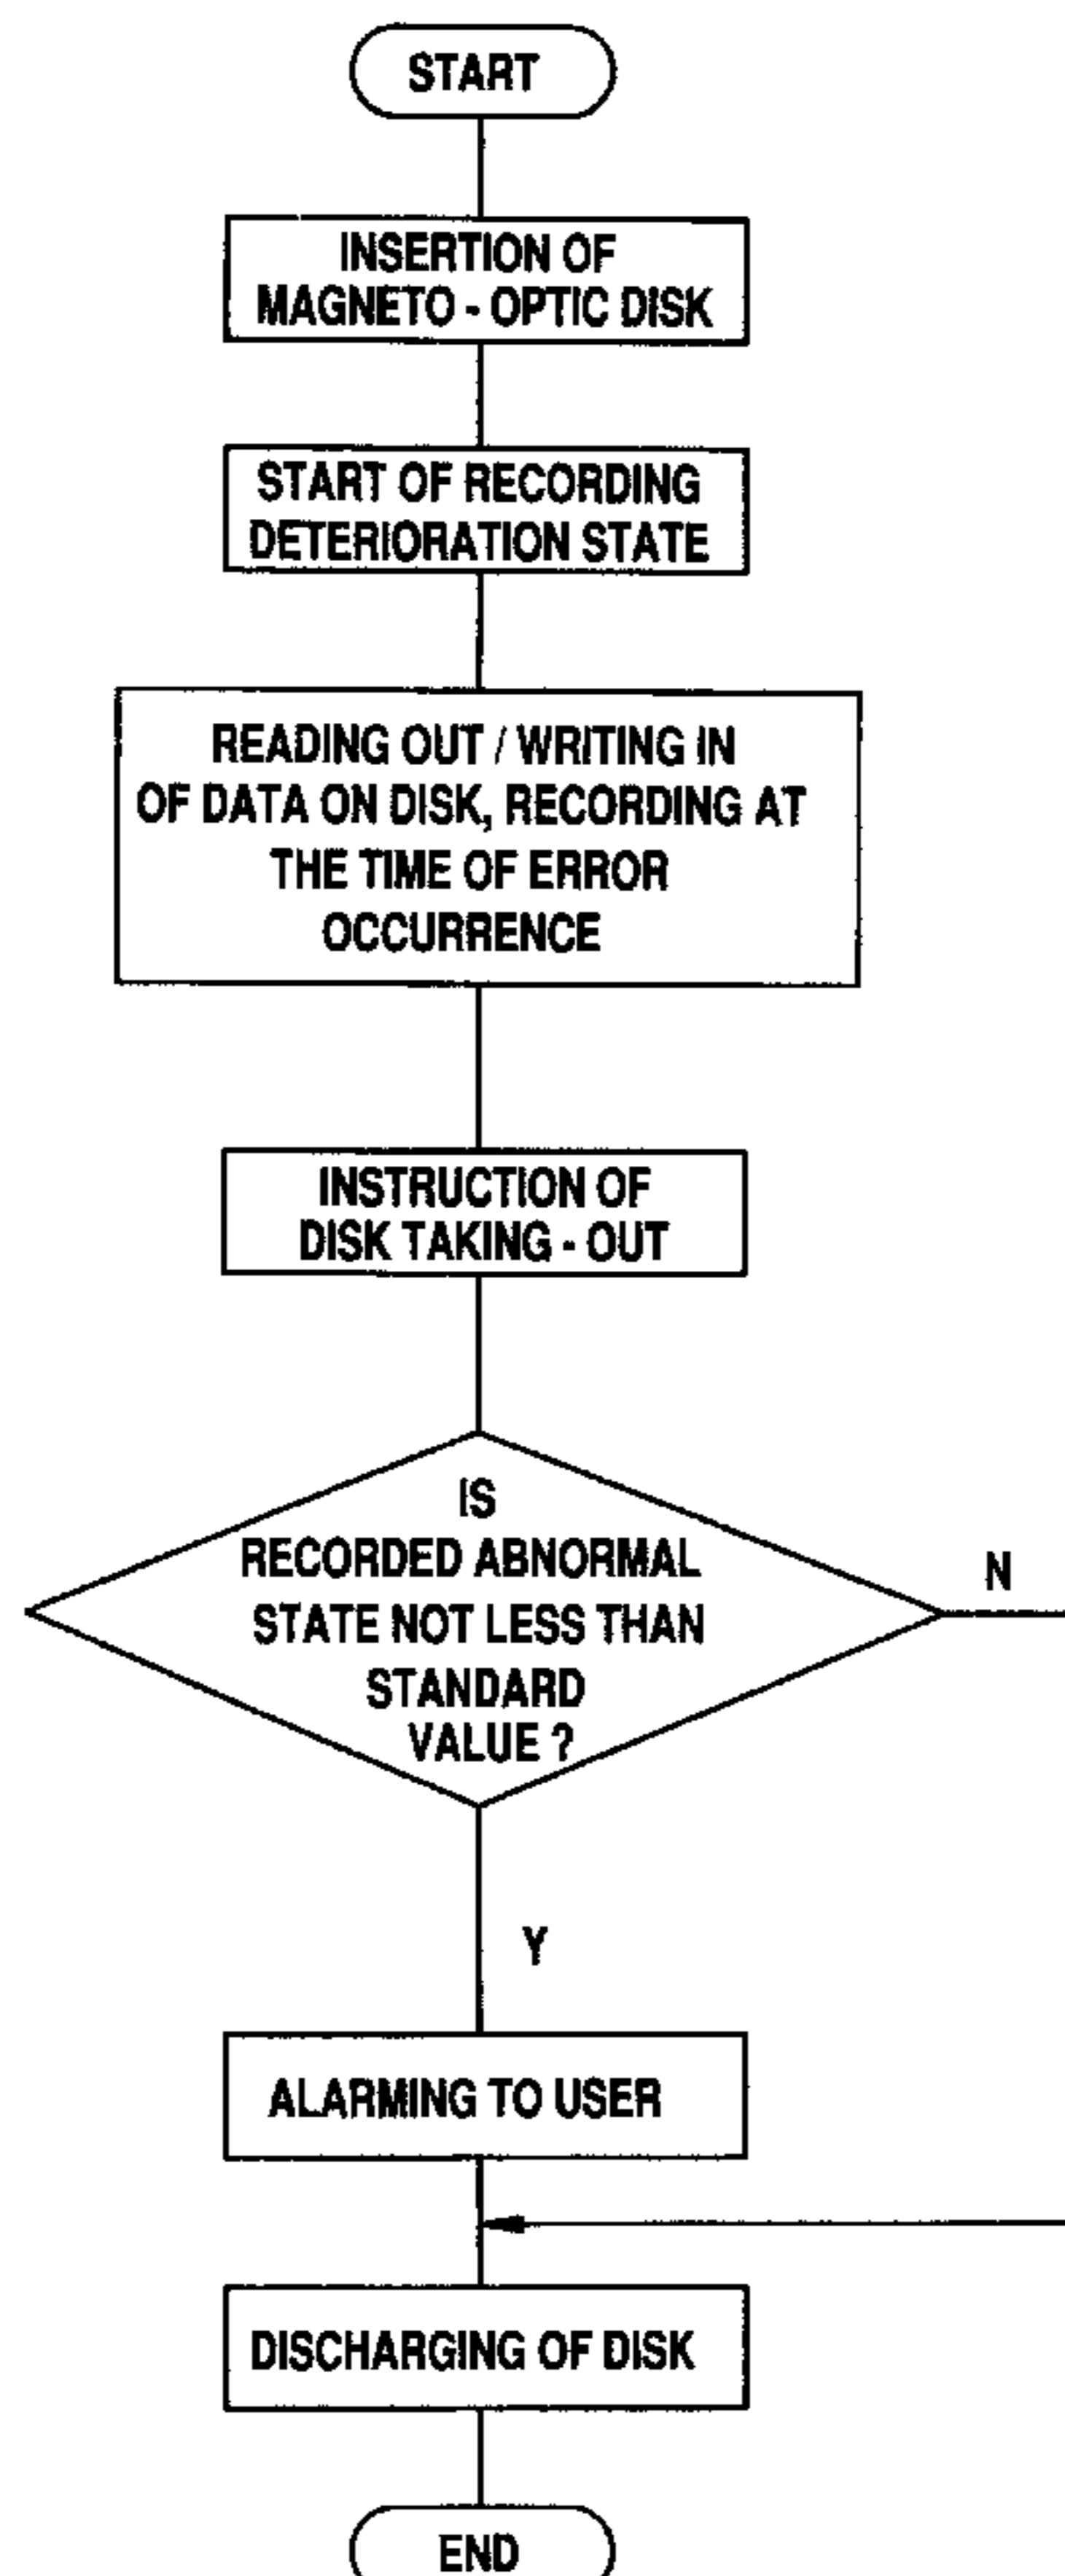 START
INSERTION OF
MAGNETO - OPTIC DISK
START OF RECORDING
DETERIORATION STATE
READING OUT / WRITING IN
OF DATA ON DISK, RECORDING AT
THE TIME OF ERROR
OCCURRENCE
INSTRUCTION OF
DISK TAKING - OUT
IS
RECORDED ABNORMAL
STATE NOT LESS THAN
STANDARD
VALUE ?
N
Y
ALARMING TO USER
DISCHARGING OF DISK
END